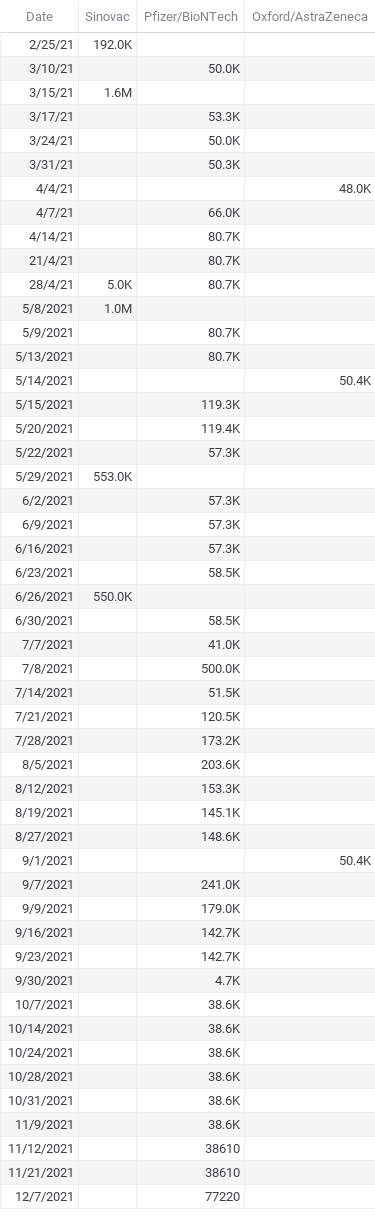 Date Sinovac Pfizer/BioNTech Oxford/AstraZeneca
2/25/21 192.0K
3/10/21 50.0K
3/15/21 1.6M
3/17/21 53.3K
3/24/21 50.0K
3/31/21 50.3K
4/4/21 48.0K
4/7/21 66.0K
4/14/21 80.7K
21/4/21 80.7K
28/4/21 5.0K 80.7K
5/8/2021 1.0M
5/9/2021 80.7K
5/13/2021 80.7K
5/14/2021 50.4K
5/15/2021 119.3K
5/20/2021 119.4K
5/22/2021 57.3K
5/29/2021 553.0K
6/2/2021 57.3K
6/9/2021 57.3K
6/16/2021 57.3K
6/23/2021 58.5K
6/26/2021 550.0K
6/30/2021 58.5K
7/7/2021 41.0K
7/8/2021 500.0K
7/14/2021 51.5K
7/21/2021 120.5K
7/28/2021 173.2K
8/5/2021 203.6K
8/12/2021 153.3K
8/19/2021 145.1K
8/27/2021 148.6K
9/1/2021 50.4K
9/7/2021 241.0K
9/9/2021 179.0K
9/16/2021 142.7K
9/23/2021 142.7K
9/30/2021 4.7K
10/7/2021 38.6K
10/14/2021 38.6K
10/24/2021 38.6K
10/28/2021 38.6K
10/31/2021 38.6K
11/9/2021 38.6K
11/12/2021 38610
11/21/2021 38610
12/7/2021 77220